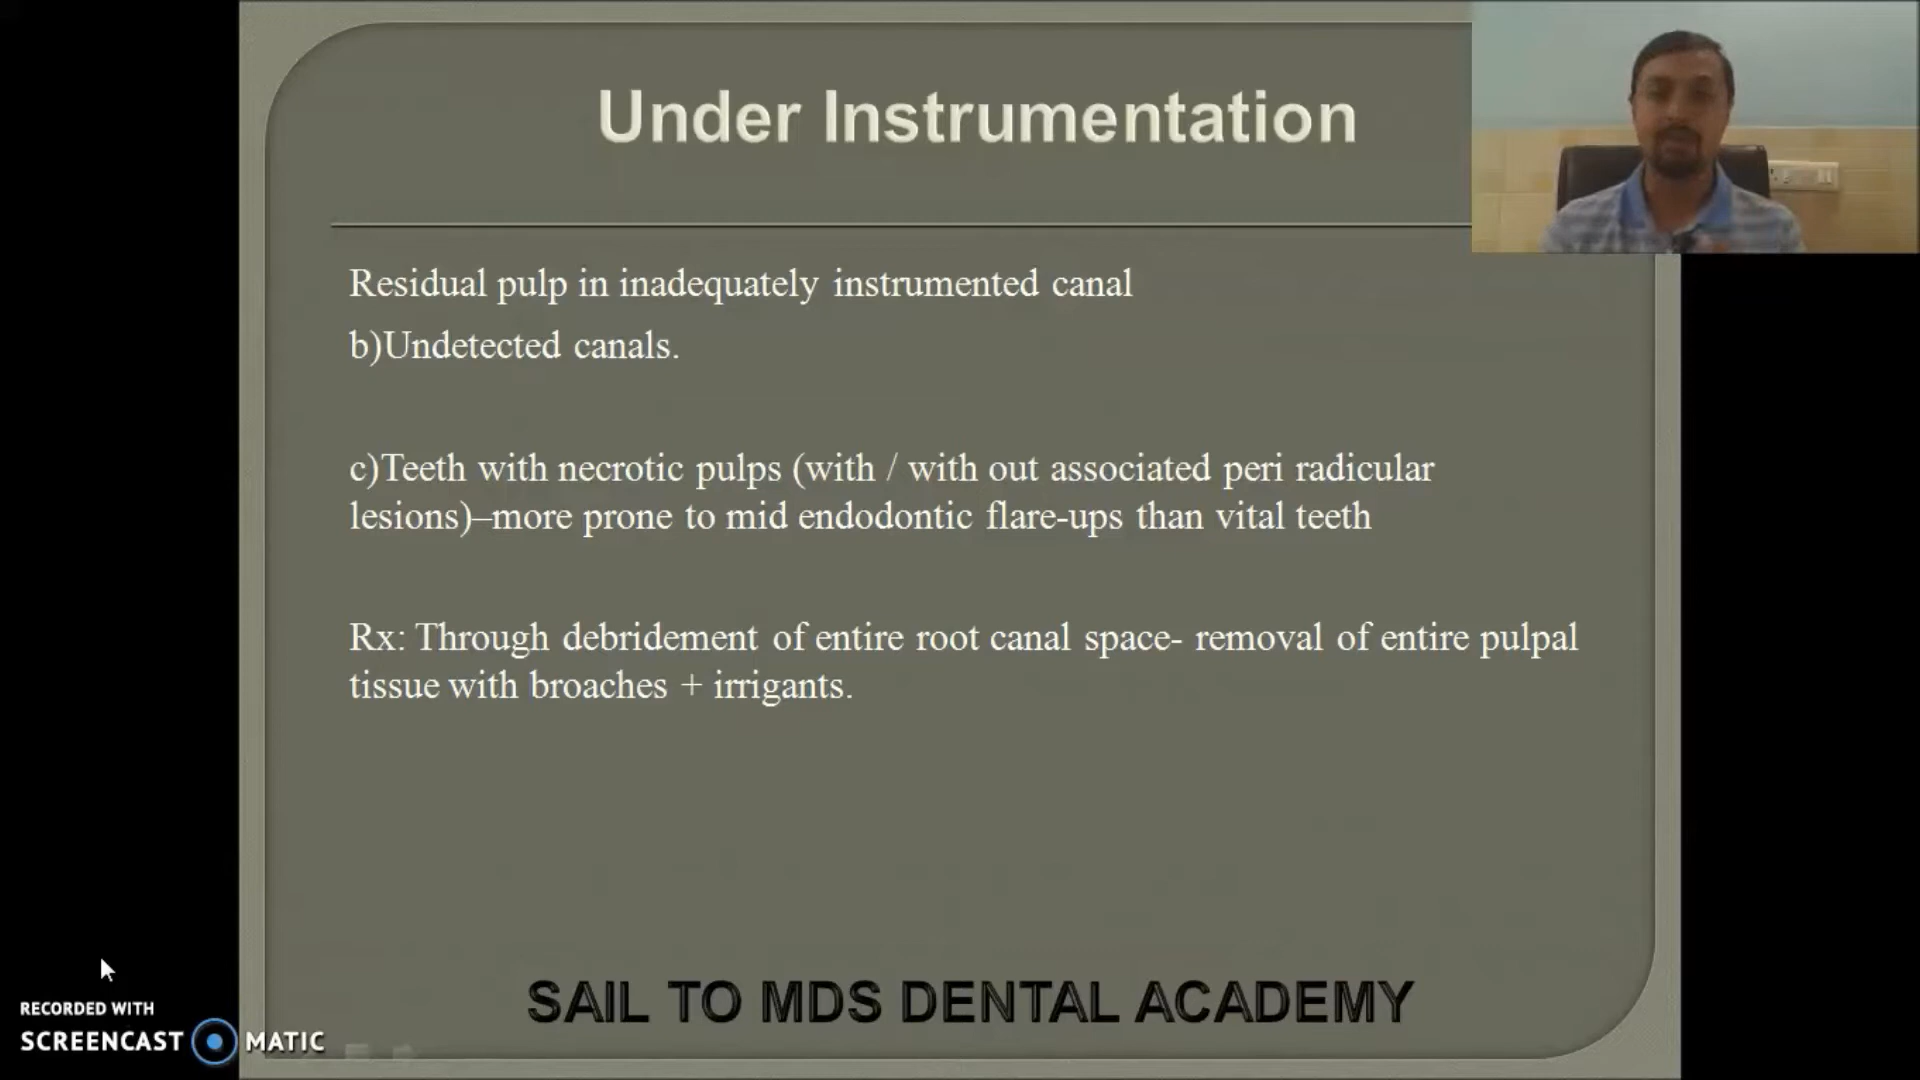 Under Instrumentation
Residual pulp in inadequately instrumented canal
b)Undetected canals.
c)Teeth with necrotic pulps (with / with out associated peri radicular
lesions)–more prone to mid endodontic flare-ups than vital teeth
Rx: Through debridement of entire root canal space- removal of entire pulpal
tissue with broaches + irrigants.
SAIL TO MDS DENTAL ACADEMY
RECORDED WITH
SCREENCAST MATIC